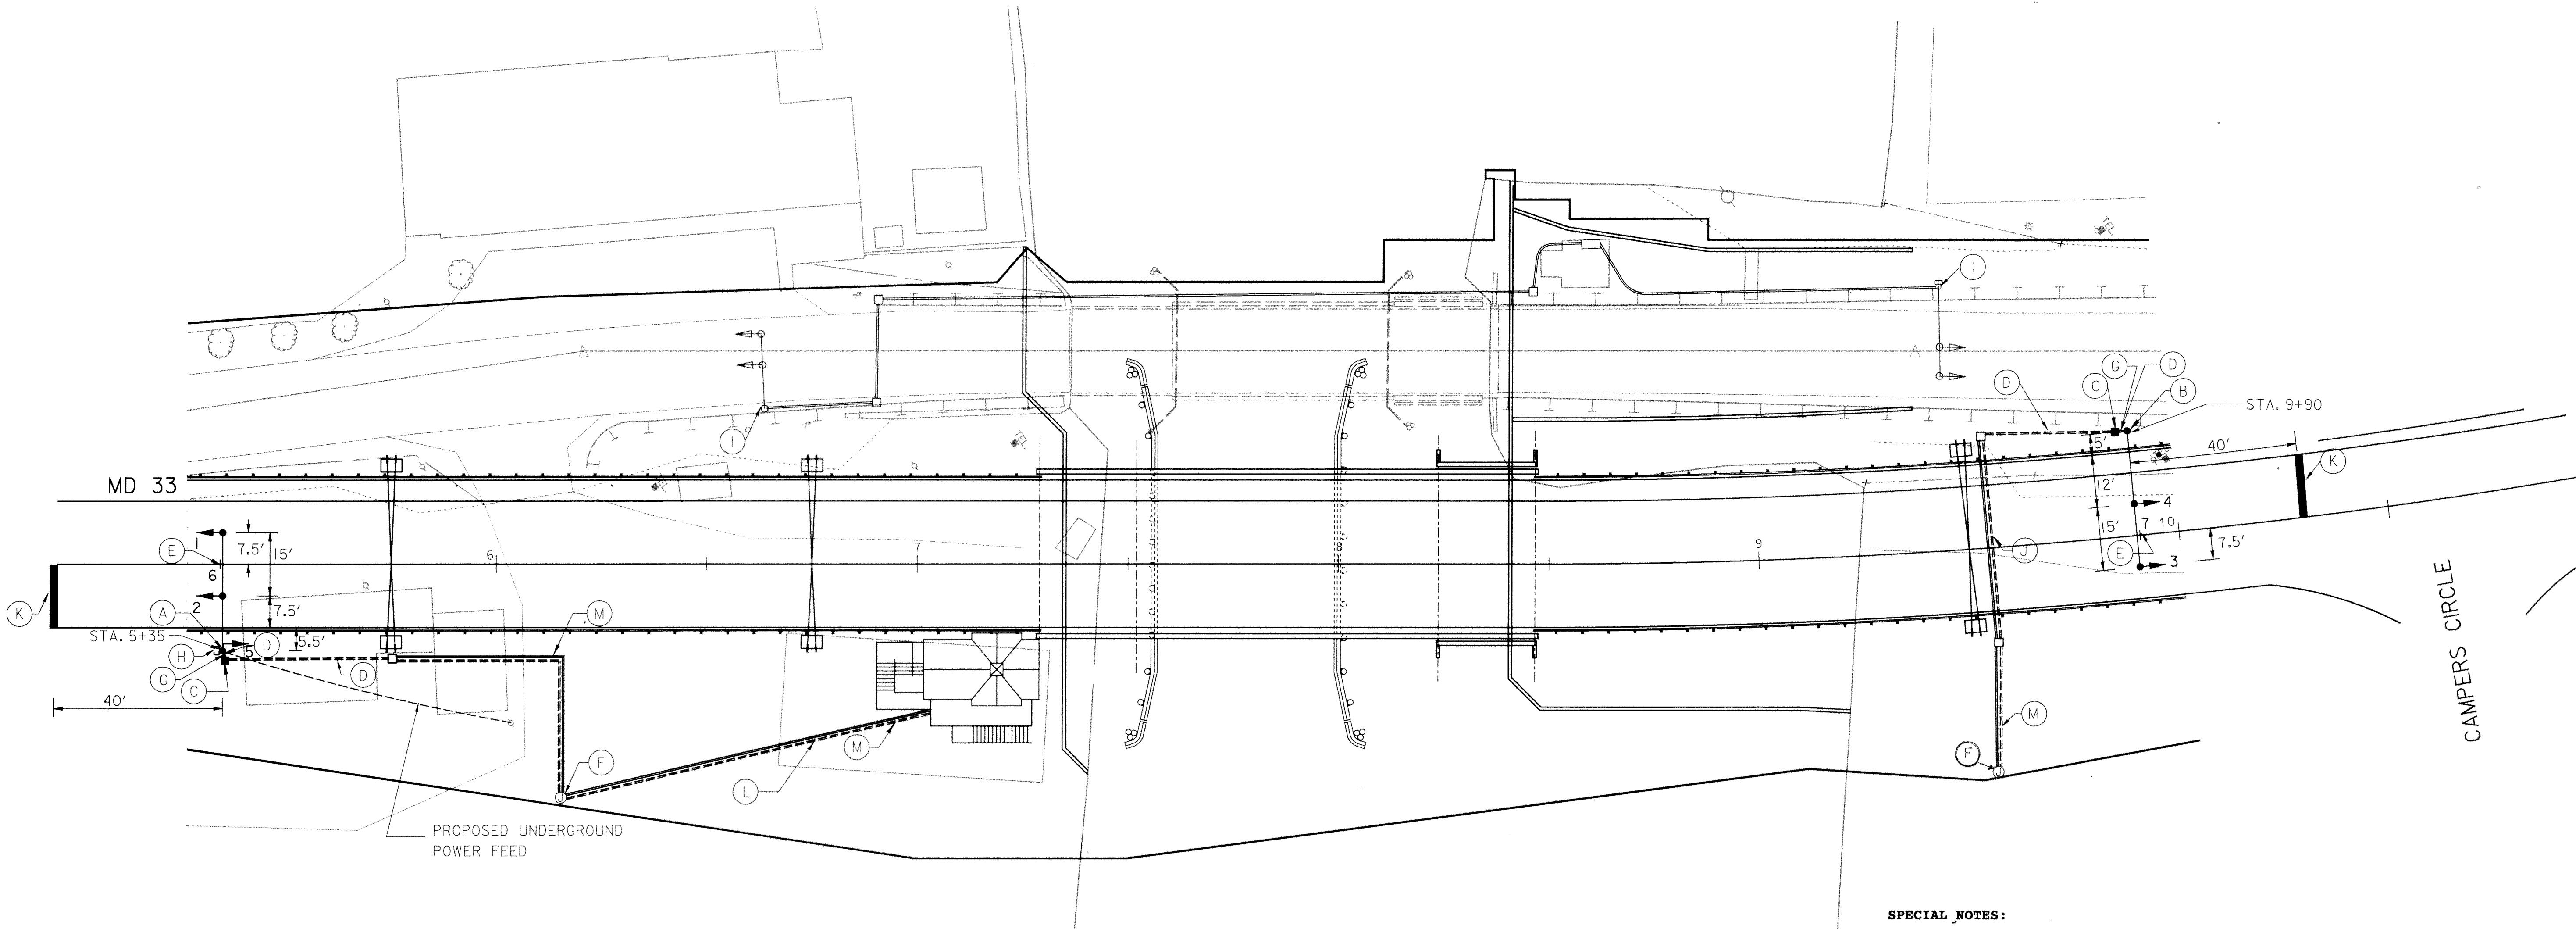 TEL
I
G
D
D
C
B
STA. 9+90
I
TEL
5'
40'
K
MD 33
TEL
12'
4
1
7.5'
15'
E
6
7
8
9
J
15'
7
10
E
7.5'
3
6
K
2
A
7.5'
M
STA. 5+35
5.5'
D
H
5
G
D
C
40'
M
M
F
F
L
J
J
PROPOSED UNDERGROUND
POWER FEED
CAMPERS CIRCLE
SPECIAL NOTES: